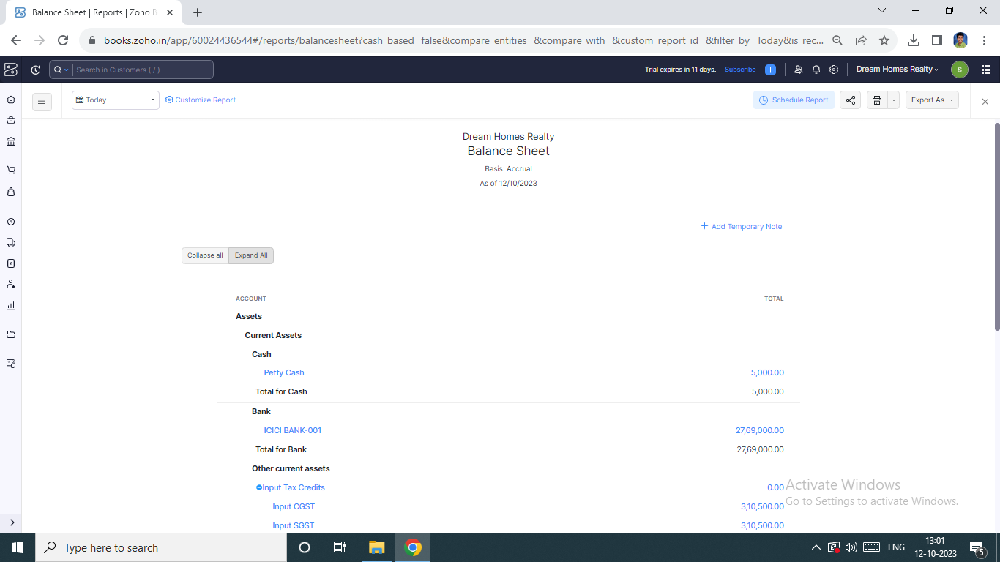 Balance Sheet | Reports | Zoho B
books.zoho.in/app/60024436544#/reports/balancesheet?cash_based=false&compare_entities=&compare_with=&custom_report_id=&filter_by=Today&is_rec...
Search in Customers ( / )
Trial expires in 11 days. Subscribe
Dream Homes Realty
S
Today
Customize Report
Schedule Report
Export As
Dream Homes Realty
Balance Sheet
Basis: Accrual
As of 12/10/2023
+ Add Temporary Note
Collapse all Expand All
ACCOUNT TOTAL
Assets
Current Assets
Cash
Petty Cash 5,000.00
Total for Cash 5,000.00
Bank
ICICI BANK-001 27,69,000.00
Total for Bank 27,69,000.00
Other current assets
Input Tax Credits 0.00
Input CGST 3,10,500.00
Input SGST 3,10,500.00
Activate Windows
Go to Settings to activate Windows.
Type here to search
ENG
13:01
12-10-2023
5